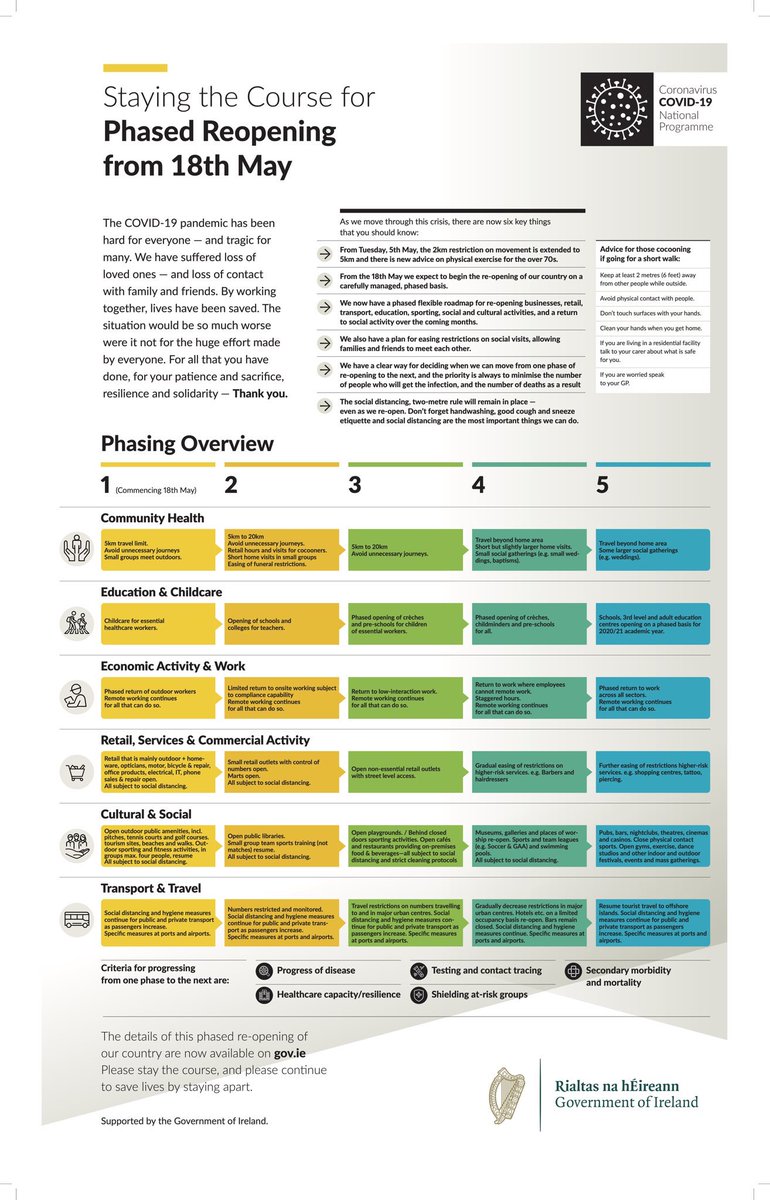 Staying the Course for
Phased Reopening
from 18th May
Coronavirus
COVID-19
National
Programme
The COVID-19 pandemic has been
hard for everyone — and tragic for
many. We have suffered loss of
loved ones — and loss of contact
with family and friends. By working
together, lives have been saved. The
situation would be so much worse
were it not for the huge effort made
by everyone. For all that you have
done, for your patience and sacrifice,
resilience and solidarity — Thank you.
As we move through this crisis, there are now six key things
that you should know:
From Tuesday, 5th May, the 2km restriction on movement is extended to
5km and there is new advice on physical exercise for the over 70s.
From the 18th May we expect to begin the re-opening of our country on a
carefully managed, phased basis.
We now have a phased flexible roadmap for re-opening businesses, retail,
transport, education, sporting, social and cultural activities, and a return
to social activity over the coming months.
We also have a plan for easing restrictions on social visits, allowing
families and friends to meet each other.
We have a clear way for deciding when we can move from one phase of
re-opening to the next, and the priority is always to minimise the number
of people who will get the infection, and the number of deaths as a result
The social distancing, two-metre rule will remain in place —
even as we re-open. Don't forget handwashing, good cough and sneeze
etiquette and social distancing are the most important things we can do.
Advice for those cocooning
if going for a short walk:
Keep at least 2 metres (6 feet) away
from other people while outside.
Avoid physical contact with people.
Don't touch surfaces with your hands.
Clean your hands when you get home.
If you are living in a residential facility
talk to your carer about what is safe
for you.
If you are worried speak
to your GP.
Phasing Overview
1 (Commencing 18th May)
2
3
4
5
Community Health
5km travel limit.
Avoid unnecessary journeys
Small groups meet outdoors.
5km to 20km
Avoid unnecessary journeys.
Retail hours and visits for cocooners.
Short home visits in small groups
Easing of funeral restrictions.
5km to 20km
Avoid unnecessary journeys.
Travel beyond home area
Short but slightly larger home visits.
Small social gatherings (e.g. small wed-
dings, baptisms).
Travel beyond home area
Some larger social gatherings
(e.g. weddings).
Education & Childcare
Childcare for essential
healthcare workers.
Opening of schools and
colleges for teachers.
Phased opening of crèches
and pre-schools for children
of essential workers.
Phased opening of crèches,
childminders and pre-schools
for all.
Schools, 3rd level and adult education
centres opening on a phased basis for
2020/21 academic year.
Economic Activity & Work
Phased return of outdoor workers
Remote working continues
for all that can do so.
Limited return to onsite working subject
to compliance capability
Remote working continues
for all that can do so.
Return to low-interaction work.
Remote working continues
for all that can do so.
Return to work where employees
cannot remote work.
Staggered hours.
Remote working continues
for all that can do so.
Phased return to work
across all sectors.
Remote working continues
for all that can do so.
Retail, Services & Commercial Activity
Retail that is mainly outdoor + home-
ware, opticians, motor, bicycle & repair,
office products, electrical, IT, phone
sales & repair open.
All subject to social distancing.
Small retail outlets with control of
numbers open.
Marts open.
All subject to social distancing.
Open non-essential retail outlets
with street level access.
Gradual easing of restrictions on
higher-risk services. e.g. Barbers and
hairdressers
Further easing of restrictions higher-risk
services. e.g. shopping centres, tattoo,
piercing.
Cultural & Social
Open outdoor public amenities, incl.
pitches, tennis courts and golf courses.
tourism sites, beaches and walks. Out-
door sporting and fitness activities, in
groups max. four people, resume
All subject to social distancing.
Open public libraries.
Small group team sports training (not
matches) resume.
All subject to social distancing.
Open playgrounds. / Behind closed
doors sporting activities. Open cafés
and restaurants providing on-premises
food & beverages—all subject to social
distancing and strict cleaning protocols
Museums, galleries and places of wor-
ship re-open. Sports and team leagues
(e.g. Soccer & GAA) and swimming
pools.
All subject to social distancing.
Pubs, bars, nightclubs, theatres, cinemas
and casinos. Close physical contact
sports. Open gyms, exercise, dance
studios and other indoor and outdoor
festivals, events and mass gatherings.
Transport & Travel
Social distancing and hygiene measures
continue for public and private transport
as passengers increase.
Specific measures at ports and airports.
Numbers restricted and monitored.
Social distancing and hygiene measures
continue for public and private trans-
port as passengers increase.
Specific measures at ports and airports.
Travel restrictions on numbers travelling
to and in major urban centres. Social
distancing and hygiene measures con-
tinue for public and private transport as
passengers increase. Specific measures
at ports and airports.
Gradually decrease restrictions in major
urban centres. Hotels etc. on a limited
occupation basis re-open. Bars remain
closed. Social distancing and hygiene
measures continue. Specific measures at
ports and airports.
Resume tourist travel to offshore
islands. Social distancing and hygiene
measures continue for public and
private transport as passengers
increase. Specific measures at ports and
airports.
Criteria for progressing
from one phase to the next are:
Progress of disease
Testing and contact tracing
Secondary morbidity
and mortality
Healthcare capacity/resilience
Shielding at-risk groups
The details of this phased re-opening of
our country are now available on gov.ie
Please stay the course, and please continue
to save lives by staying apart.
Supported by the Government of Ireland.
Rialtas na hÉireann
Government of Ireland